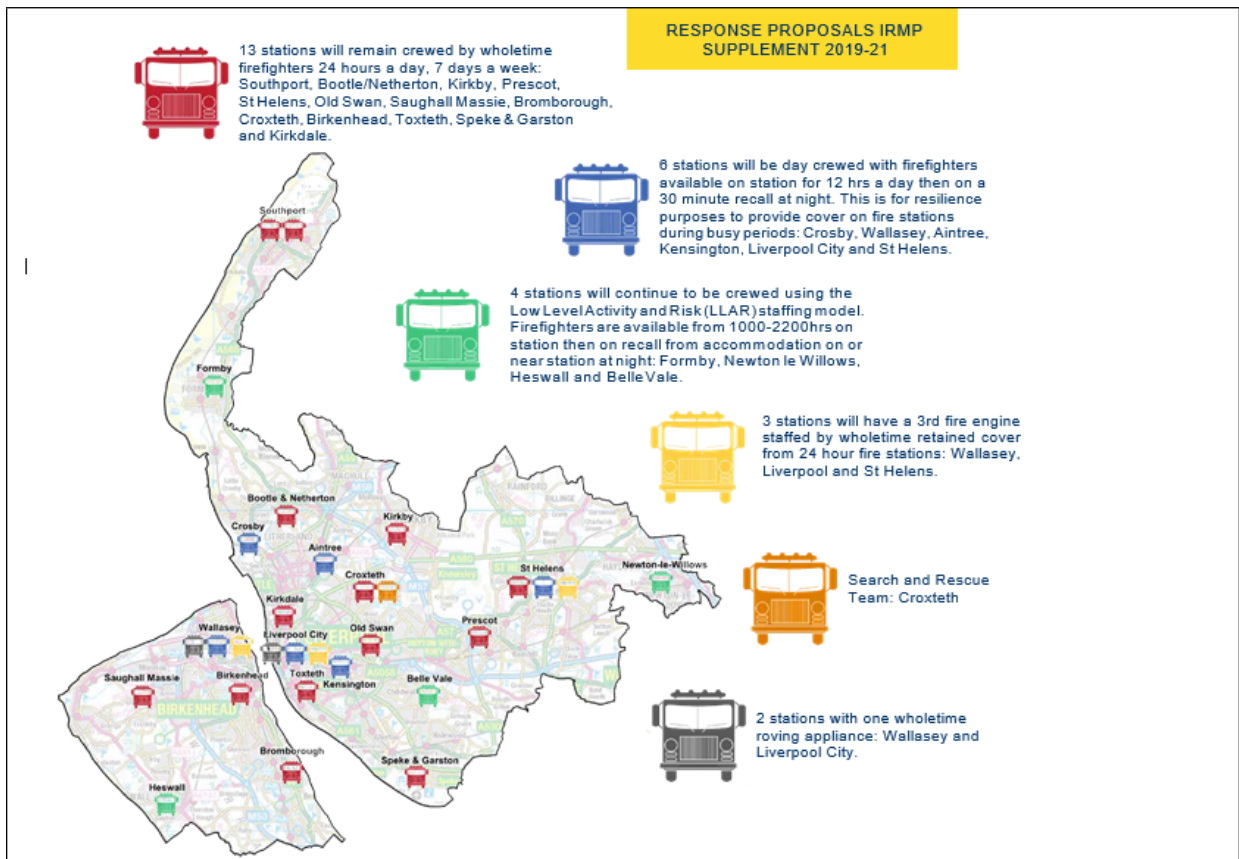 RESPONSE PROPOSALS IRMP
SUPPLEMENT 2019-21
13 stations will remain crewed by wholetime
firefighters 24 hours a day, 7 days a week:
Southport, Bootle/Netherton, Kirkby, Prescot,
St Helens, Old Swan, Saughall Massie, Bromborough,
Croxteth, Birkenhead, Toxteth, Speke & Garston
and Kirkdale.
6 stations will be day crewed with firefighters
available on station for 12 hrs a day then on a
30 minute recall at night. This is for resilience
purposes to provide cover on fire stations
during busy periods: Crosby, Wallasey, Aintree,
Kensington, Liverpool City and St Helens.
4 stations will continue to be crewed using the
Low Level Activity and Risk (LLAR) staffing model.
Firefighters are available from 1000-2200hrs on
station then on recall from accommodation on or
near station at night: Formby, Newton le Willows,
Heswall and Belle Vale.
3 stations will have a 3rd fire engine
staffed by wholetime retained cover
from 24 hour fire stations: Wallasey,
Liverpool and St Helens.
Search and Rescue
Team: Croxteth
2 stations with one wholetime
roving appliance: Wallasey and
Liverpool City.
Southport
Formby
Bootle & Netherton
Kirkby
Crosby
Aintree
Croxteth
St Helens
Newton-le-Willows
Kirkdale
Old Swan
Prescot
Wallasey
Liverpool City
Saughall Massie
Birkenhead
Toxteth
Kensington
Belle Vale
BIRKENHEAD
Bromborough
Speke & Garston
Heswall